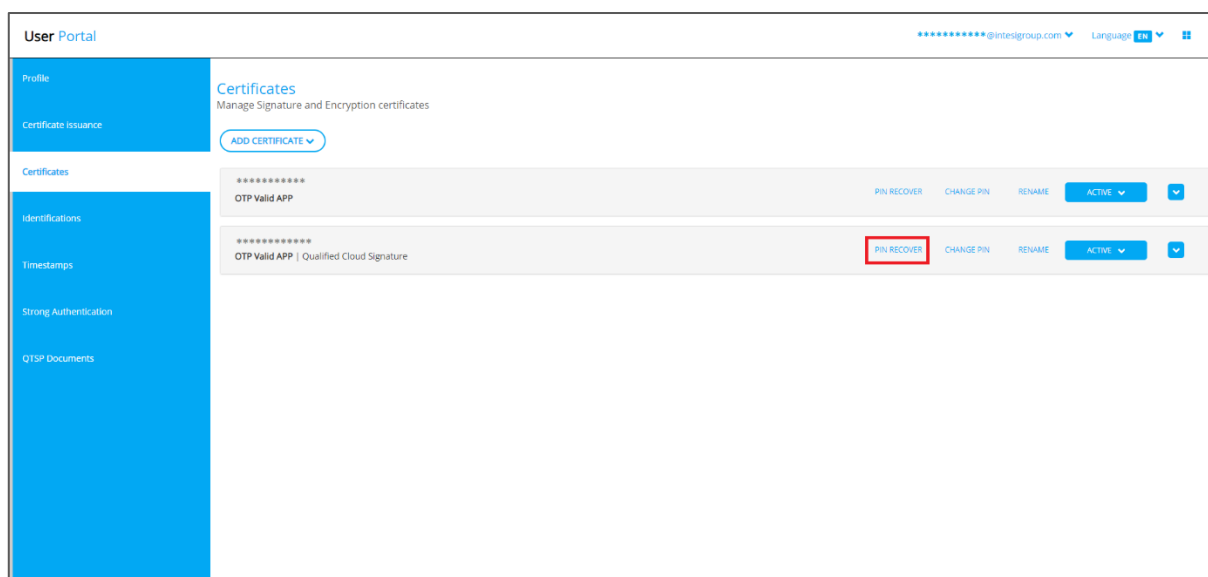 User Portal
***********@intesigroup.com Language EN
Profile
Certificate issuance
Certificates
Identifications
Timestamps
Strong Authentication
QTSP Documents
Certificates
Manage Signature and Encryption certificates
ADD CERTIFICATE
***********
OTP Valid APP
PIN RECOVER CHANGE PIN RENAME ACTIVE
************
OTP Valid APP | Qualified Cloud Signature
PIN RECOVER CHANGE PIN RENAME ACTIVE